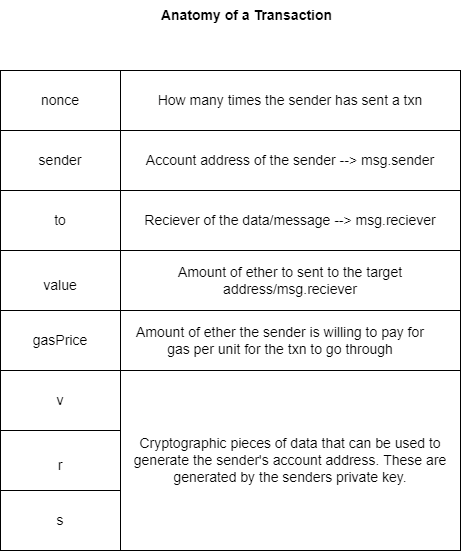 Anatomy of a Transaction
nonce
How many times the sender has sent a txn
sender
Account address of the sender --> msg.sender
to
Reciever of the data/message --> msg.reciever
value
Amount of ether to sent to the target
address/msg.reciever
gasPrice
Amount of ether the sender is willing to pay for
gas per unit for the txn to go through
v
r
s
Cryptographic pieces of data that can be used to
generate the sender's account address. These are
generated by the senders private key.